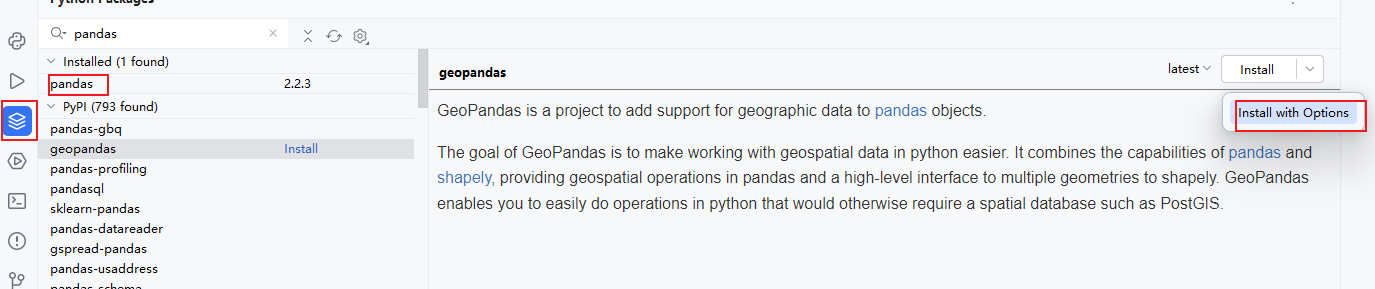 Python Packages
pandas
Installed (1 found)
pandas 2.2.3
PyPI (793 found)
pandas-gbq
geopandas Install
pandas-profiling
pandasql
sklearn-pandas
pandas-datareader
gspread-pandas
pandas-usaddress
pandas-schema
geopandas
latest
Install
Install with Options
GeoPandas is a project to add support for geographic data to pandas objects.
The goal of GeoPandas is to make working with geospatial data in python easier. It combines the capabilities of pandas and
shapely, providing geospatial operations in pandas and a high-level interface to multiple geometries to shapely. GeoPandas
enables you to easily do operations in python that would otherwise require a spatial database such as PostGIS.